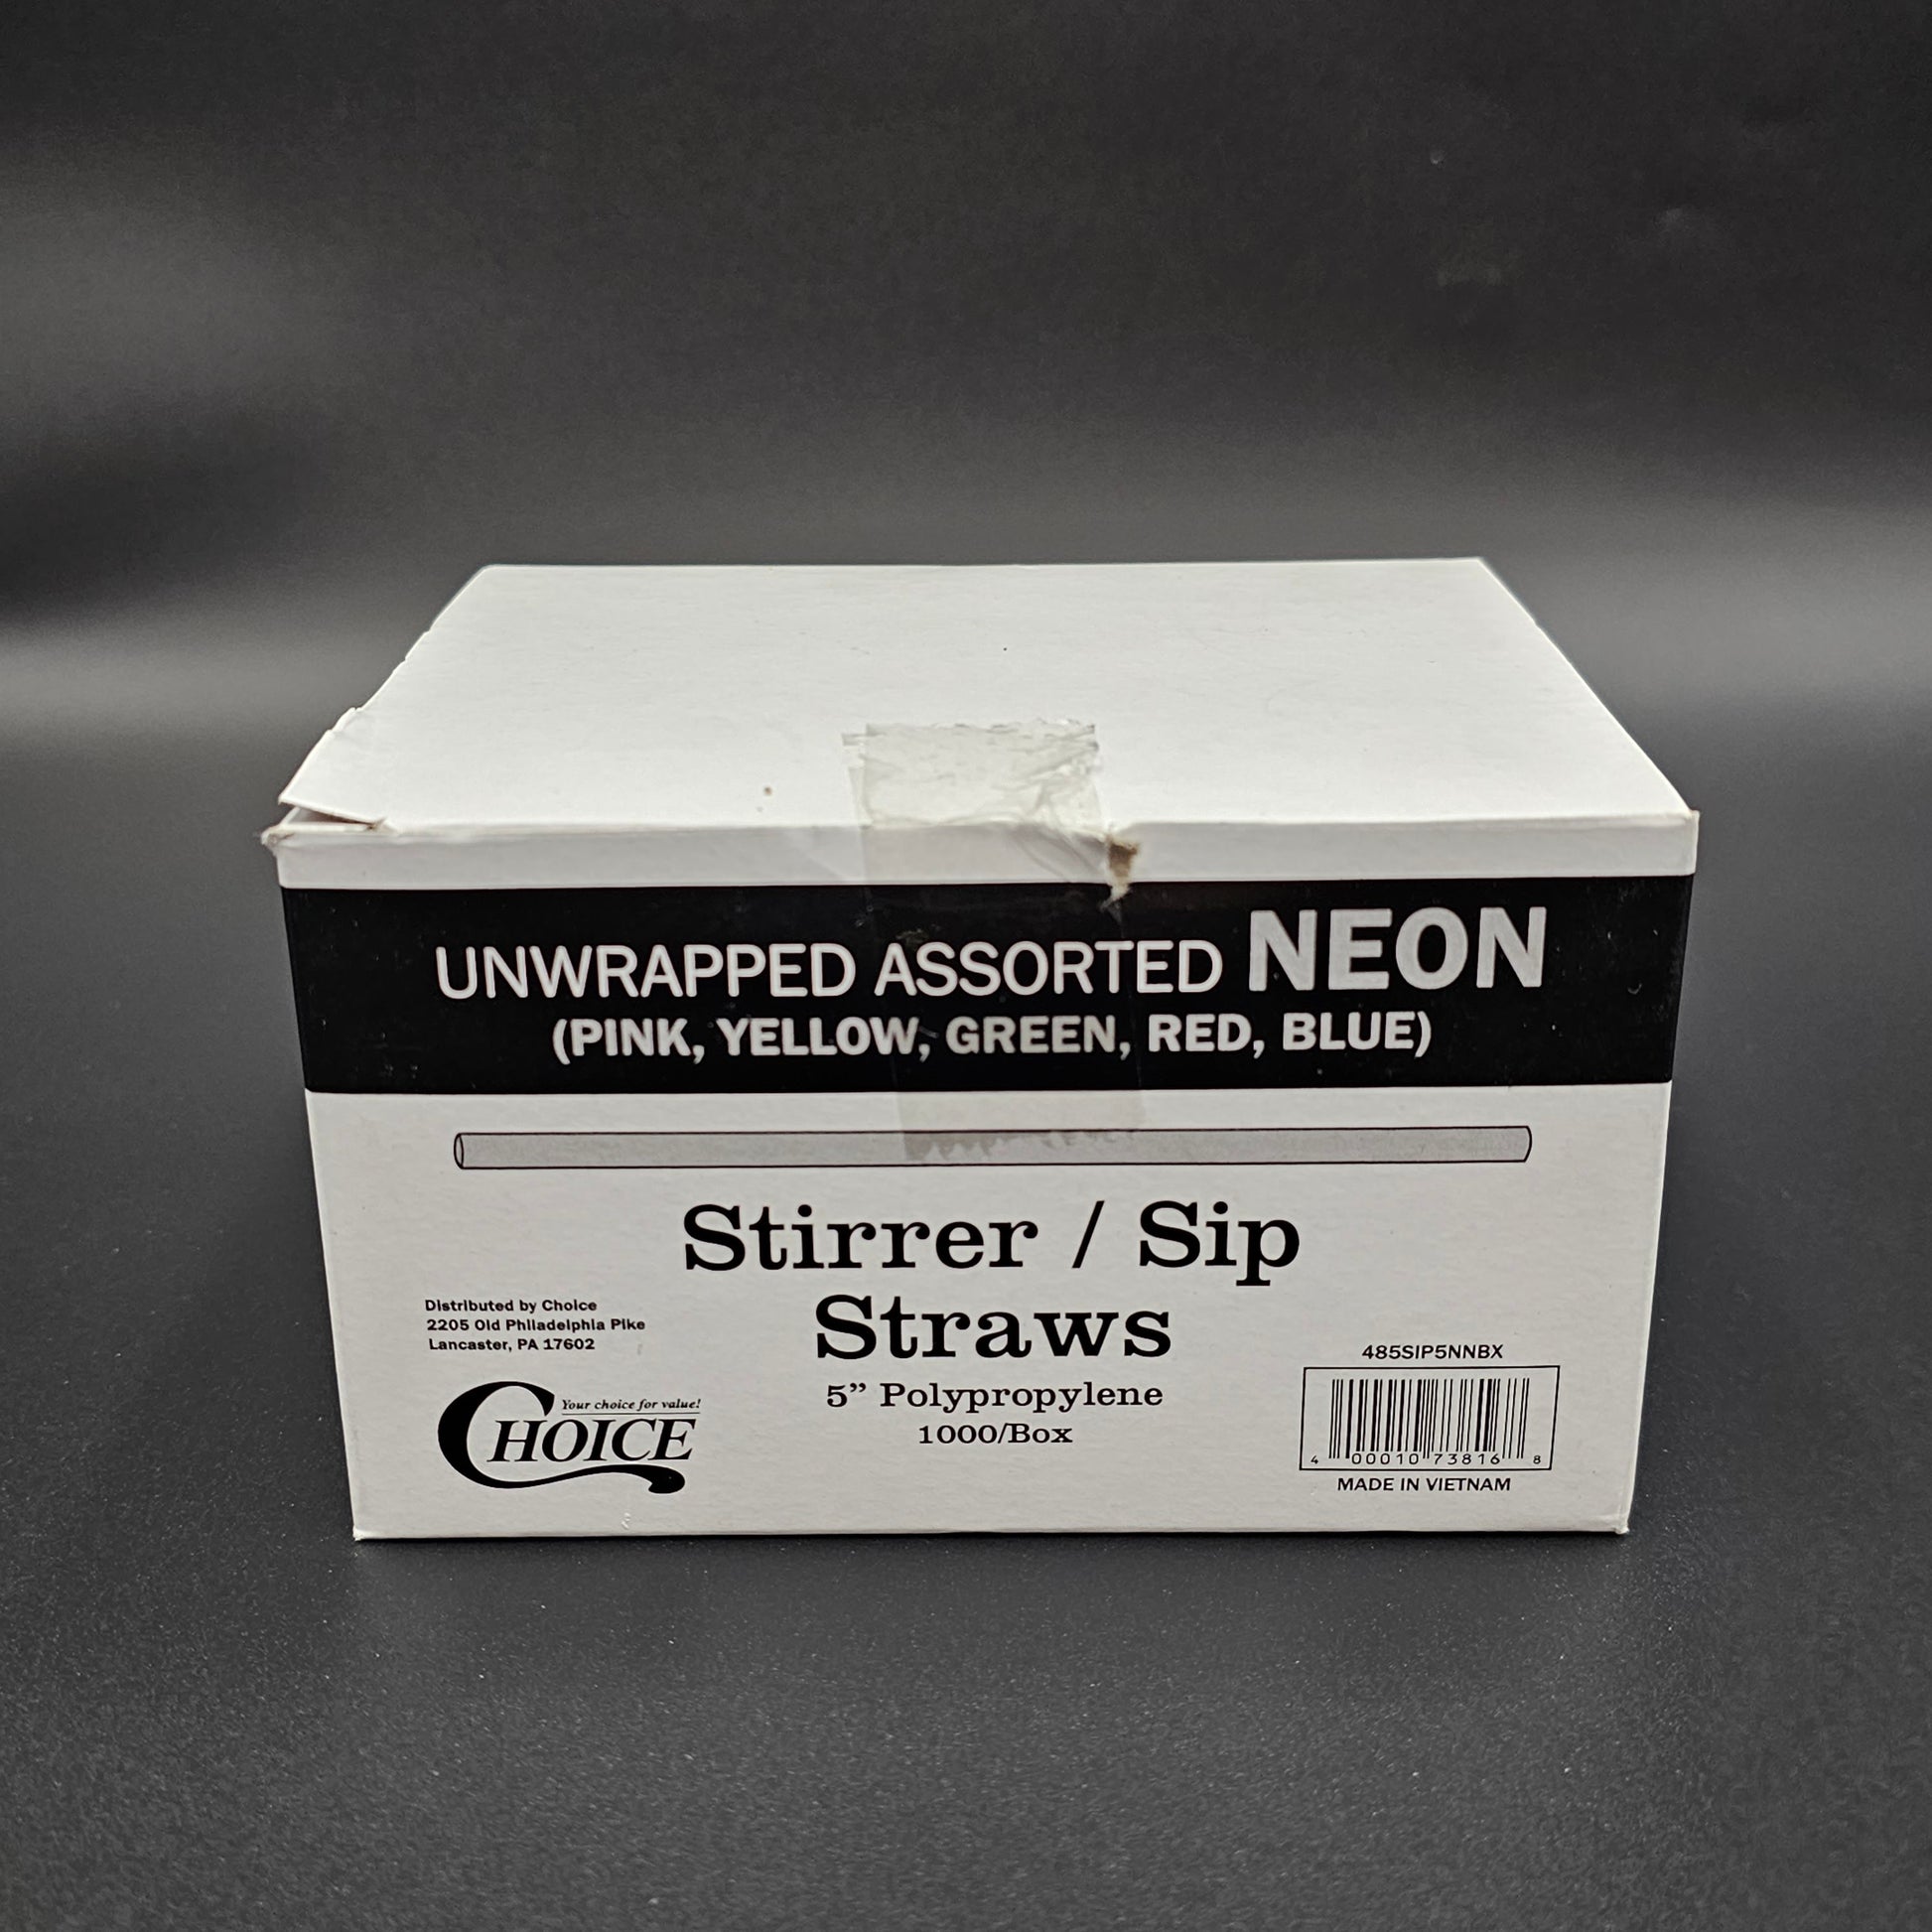 UNWRAPPED ASSORTED NEON
(PINK, YELLOW, GREEN, RED, BLUE)
Stirrer / Sip
Straws
5” Polypropylene
1000/Box
Distributed by Choice
2205 Old Philadelphia Pike
Lancaster, PA 17602
Your choice for value!
CHOICE
485SIP5NNBX
4 00010 73816 8
MADE IN VIETNAM